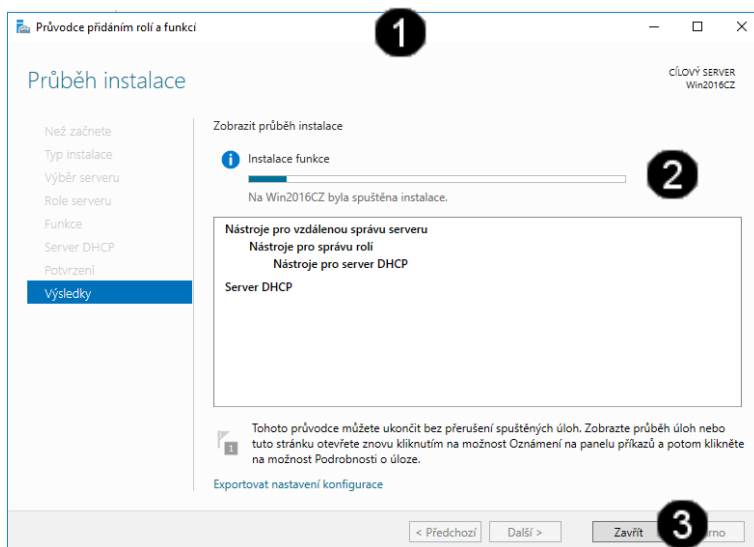 Průvodce přidáním rolí a funkcí
1
Průběh instalace
CÍLOVÝ SERVER
Win2016CZ
Než začnete
Typ instalace
Výběr serveru
Role serveru
Funkce
Server DHCP
Potvrzení
Výsledky
Zobrazit průběh instalace
Instalace funkce
2
Na Win2016CZ byla spuštěna instalace.
Nástroje pro vzdálenou správu serveru
Nástroje pro správu rolí
Nástroje pro server DHCP
Server DHCP
1
Tohoto průvodce můžete ukončit bez přerušení spuštěných úloh. Zobrazte průběh úloh nebo
tuto stránku otevřete znovu kliknutím na možnost Oznámení na panelu příkazů a potom klikněte
na možnost Podrobnosti o úloze.
Exportovat nastavení konfigurace
< Předchozí
Další >
Zavřít
3